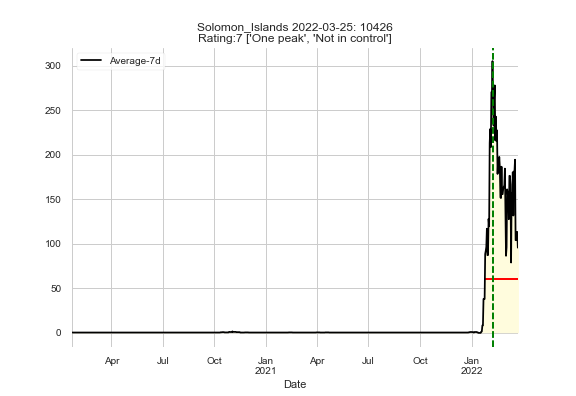 Solomon_Islands 2022-03-25: 10426
Rating:7 ['One peak', 'Not in control']
Average-7d
300
250
200
150
100
50
0
Apr Jul Oct Jan Apr Jul Oct Jan
2021 2022
Date